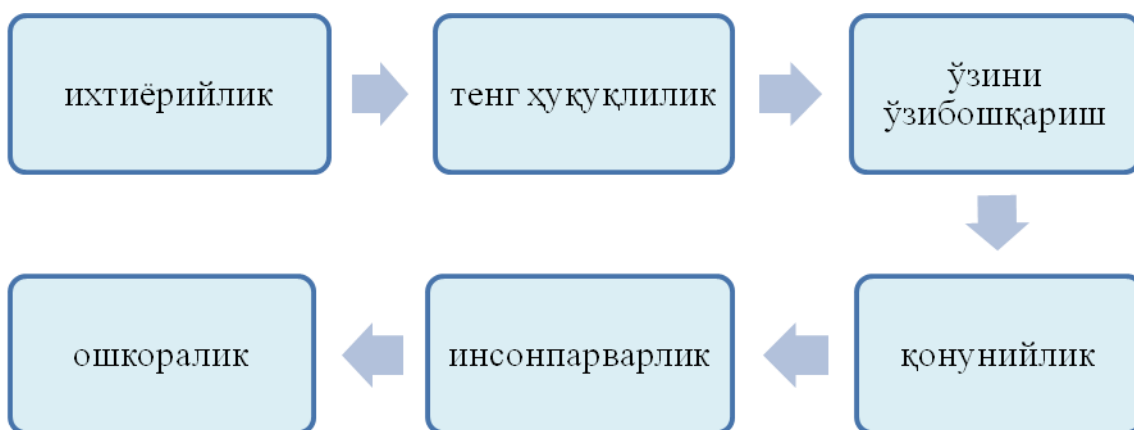 ихтиёрийлик
тенг ҳуқуқлилик
ўзини
ўзибошқариш
қонунийлик
инсонпарварлик
ошкоралик